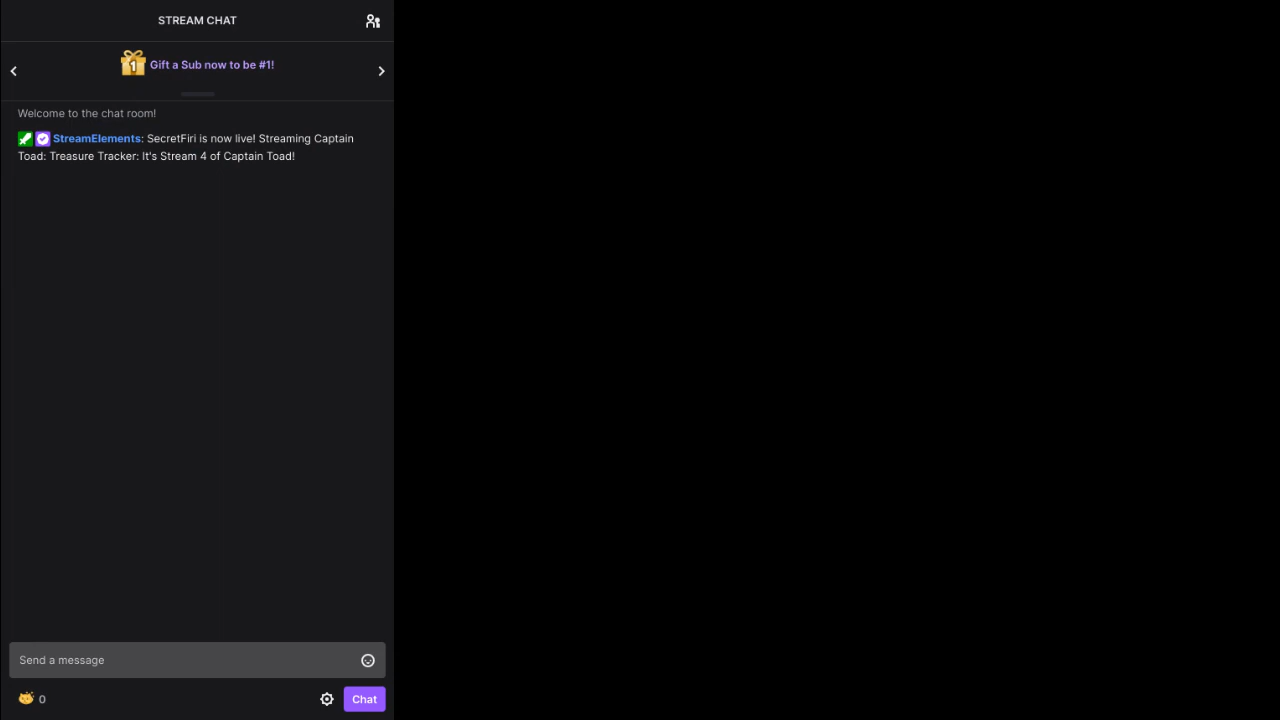 STREAM CHAT
1 Gift a Sub now to be #1!
Welcome to the chat room!
StreamElements: SecretFiri is now live! Streaming Captain
Toad: Treasure Tracker: It's Stream 4 of Captain Toad!
Send a message
0
Chat